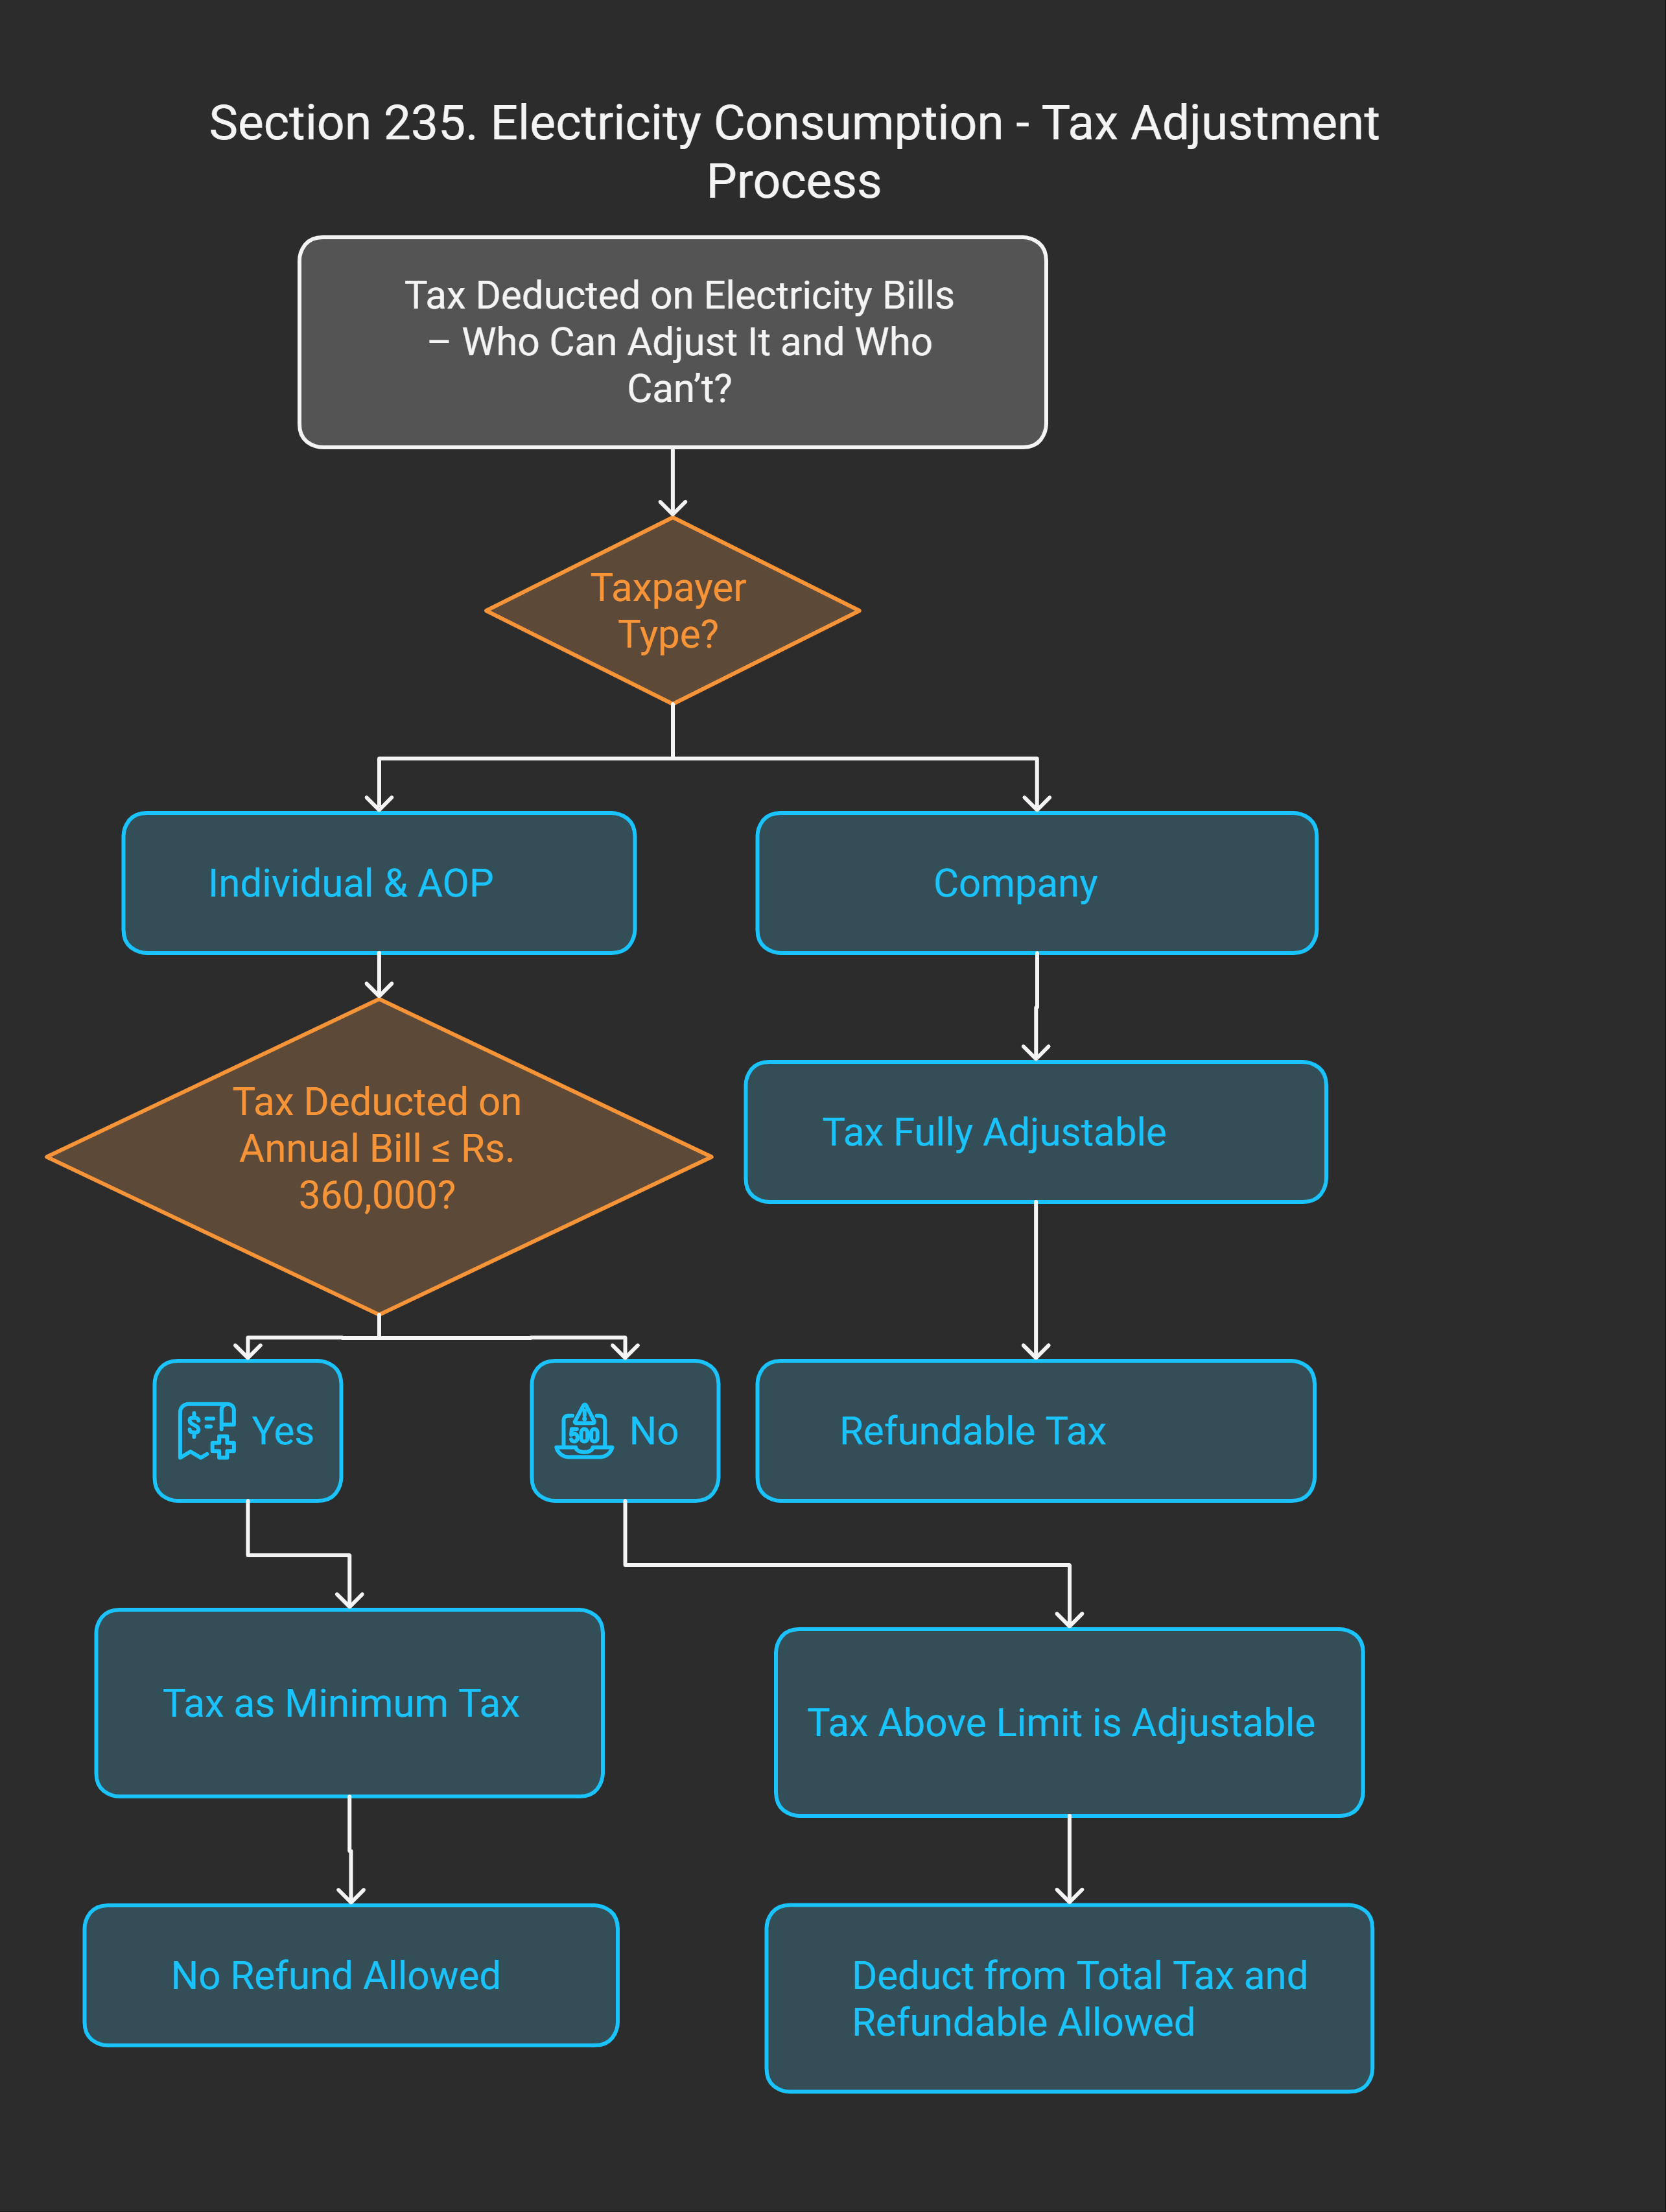 Section 235. Electricity Consumption - Tax Adjustment
Process
Tax Deducted on Electricity Bills
– Who Can Adjust It and Who
Can’t?
Taxpayer
Type?
Individual & AOP
Company
Tax Deducted on
Annual Bill ≤ Rs.
360,000?
Tax Fully Adjustable
$
Yes
500
No
Refundable Tax
Tax as Minimum Tax
Tax Above Limit is Adjustable
No Refund Allowed
Deduct from Total Tax and
Refundable Allowed